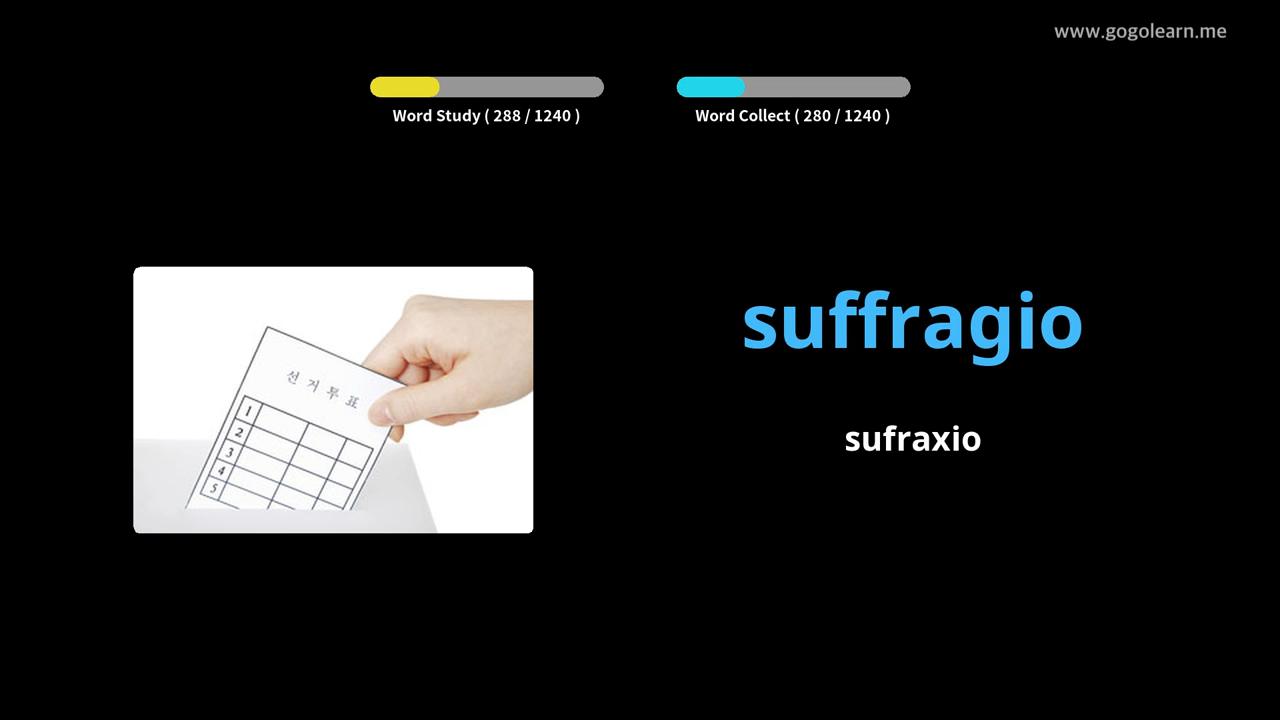 www.gogolearn.me
Word Study ( 288 / 1240 )
Word Collect ( 280 / 1240 )
선거투표
1
2
3
4
5
suffragio
sufraxio